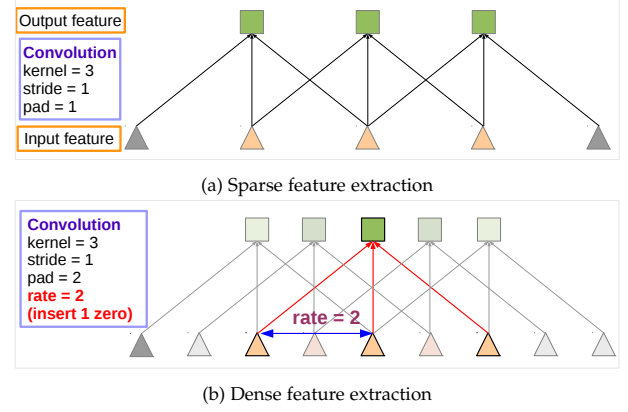 Output feature
Convolution
kernel = 3
stride = 1
pad = 1
Input feature
(a) Sparse feature extraction
Convolution
kernel = 3
stride = 1
pad = 2
rate = 2
(insert 1 zero)
rate = 2
(b) Dense feature extraction